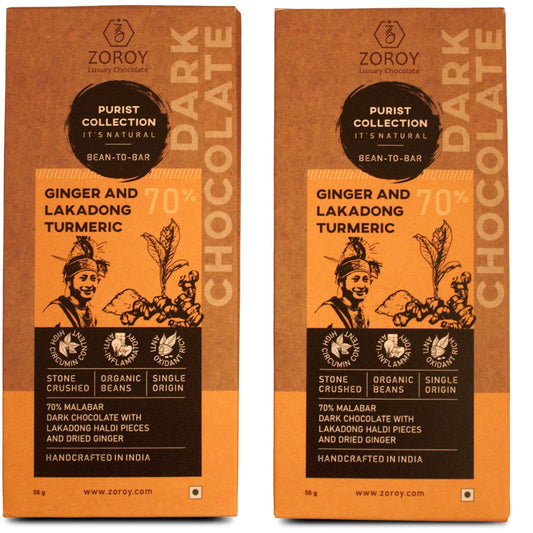 ZOROY
Luxury Chocolate
PURIST
COLLECTION
IT'S NATURAL
BEAN-TO-BAR
DARK
CHOCOLATE
GINGER AND
LAKADONG
TURMERIC
70%
HIGH CIRCUMIN CONTENT
ANTI-INFLAMMATORY
ANTI OXIDANT RICH
STONE CRUSHED
ORGANIC BEANS
SINGLE ORIGIN
70% MALABAR
DARK CHOCOLATE WITH
LAKADONG HALDI PIECES
AND DRIED GINGER
HANDCRAFTED IN INDIA
58 g
www.zoroy.com
ZOROY
Luxury Chocolate
PURIST
COLLECTION
IT'S NATURAL
BEAN-TO-BAR
DARK
CHOCOLATE
GINGER AND
LAKADONG
TURMERIC
70%
HIGH CIRCUMIN CONTENT
ANTI-INFLAMMATORY
ANTI OXIDANT RICH
STONE CRUSHED
ORGANIC BEANS
SINGLE ORIGIN
70% MALABAR
DARK CHOCOLATE WITH
LAKADONG HALDI PIECES
AND DRIED GINGER
HANDCRAFTED IN INDIA
58 g
www.zoroy.com